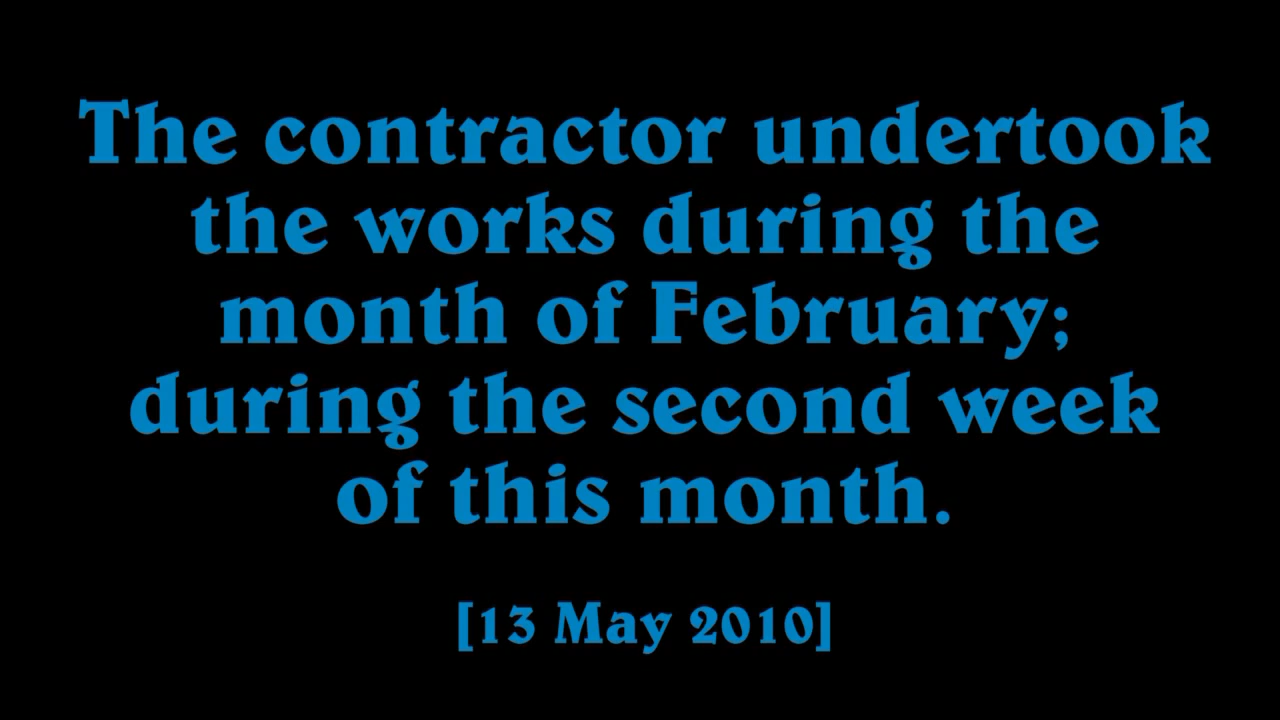 The contractor undertook
the works during the
month of February;
during the second week
of this month.
[13 May 2010]